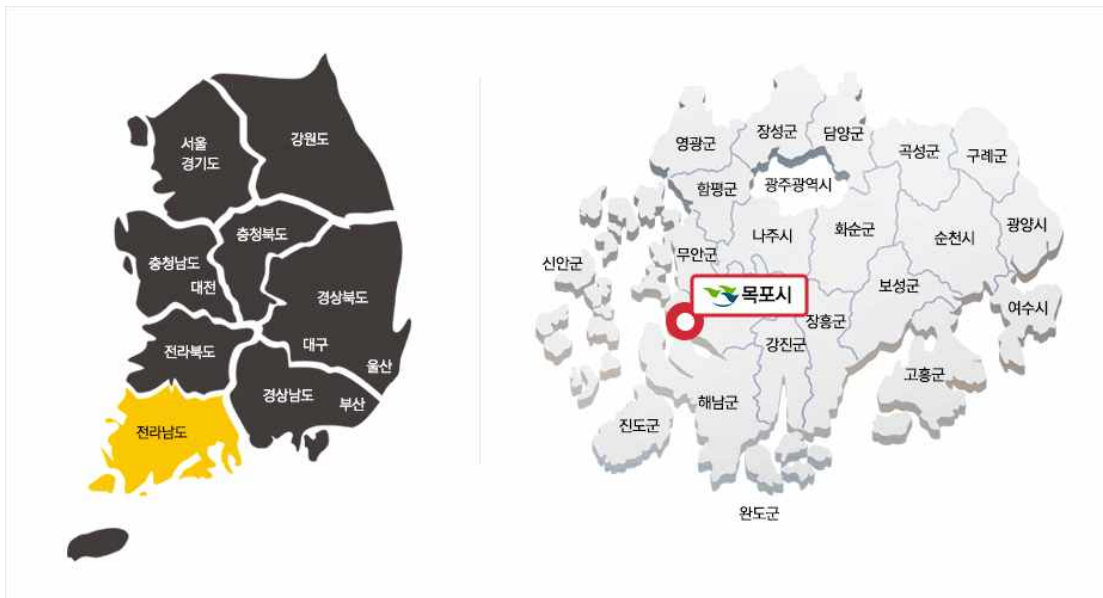 서울
경기도
강원도
충청북도
충청남도
대전
경상북도
전라북도
대구
울산
경상남도
부산
전라남도
영광군
장성군
담양군
곡성군
구례군
함평군
광주광역시
무안군
나주시
화순군
순천시
광양시
신안군
목포시
보성군
여수시
장흥군
강진군
고흥군
해남군
진도군
완도군